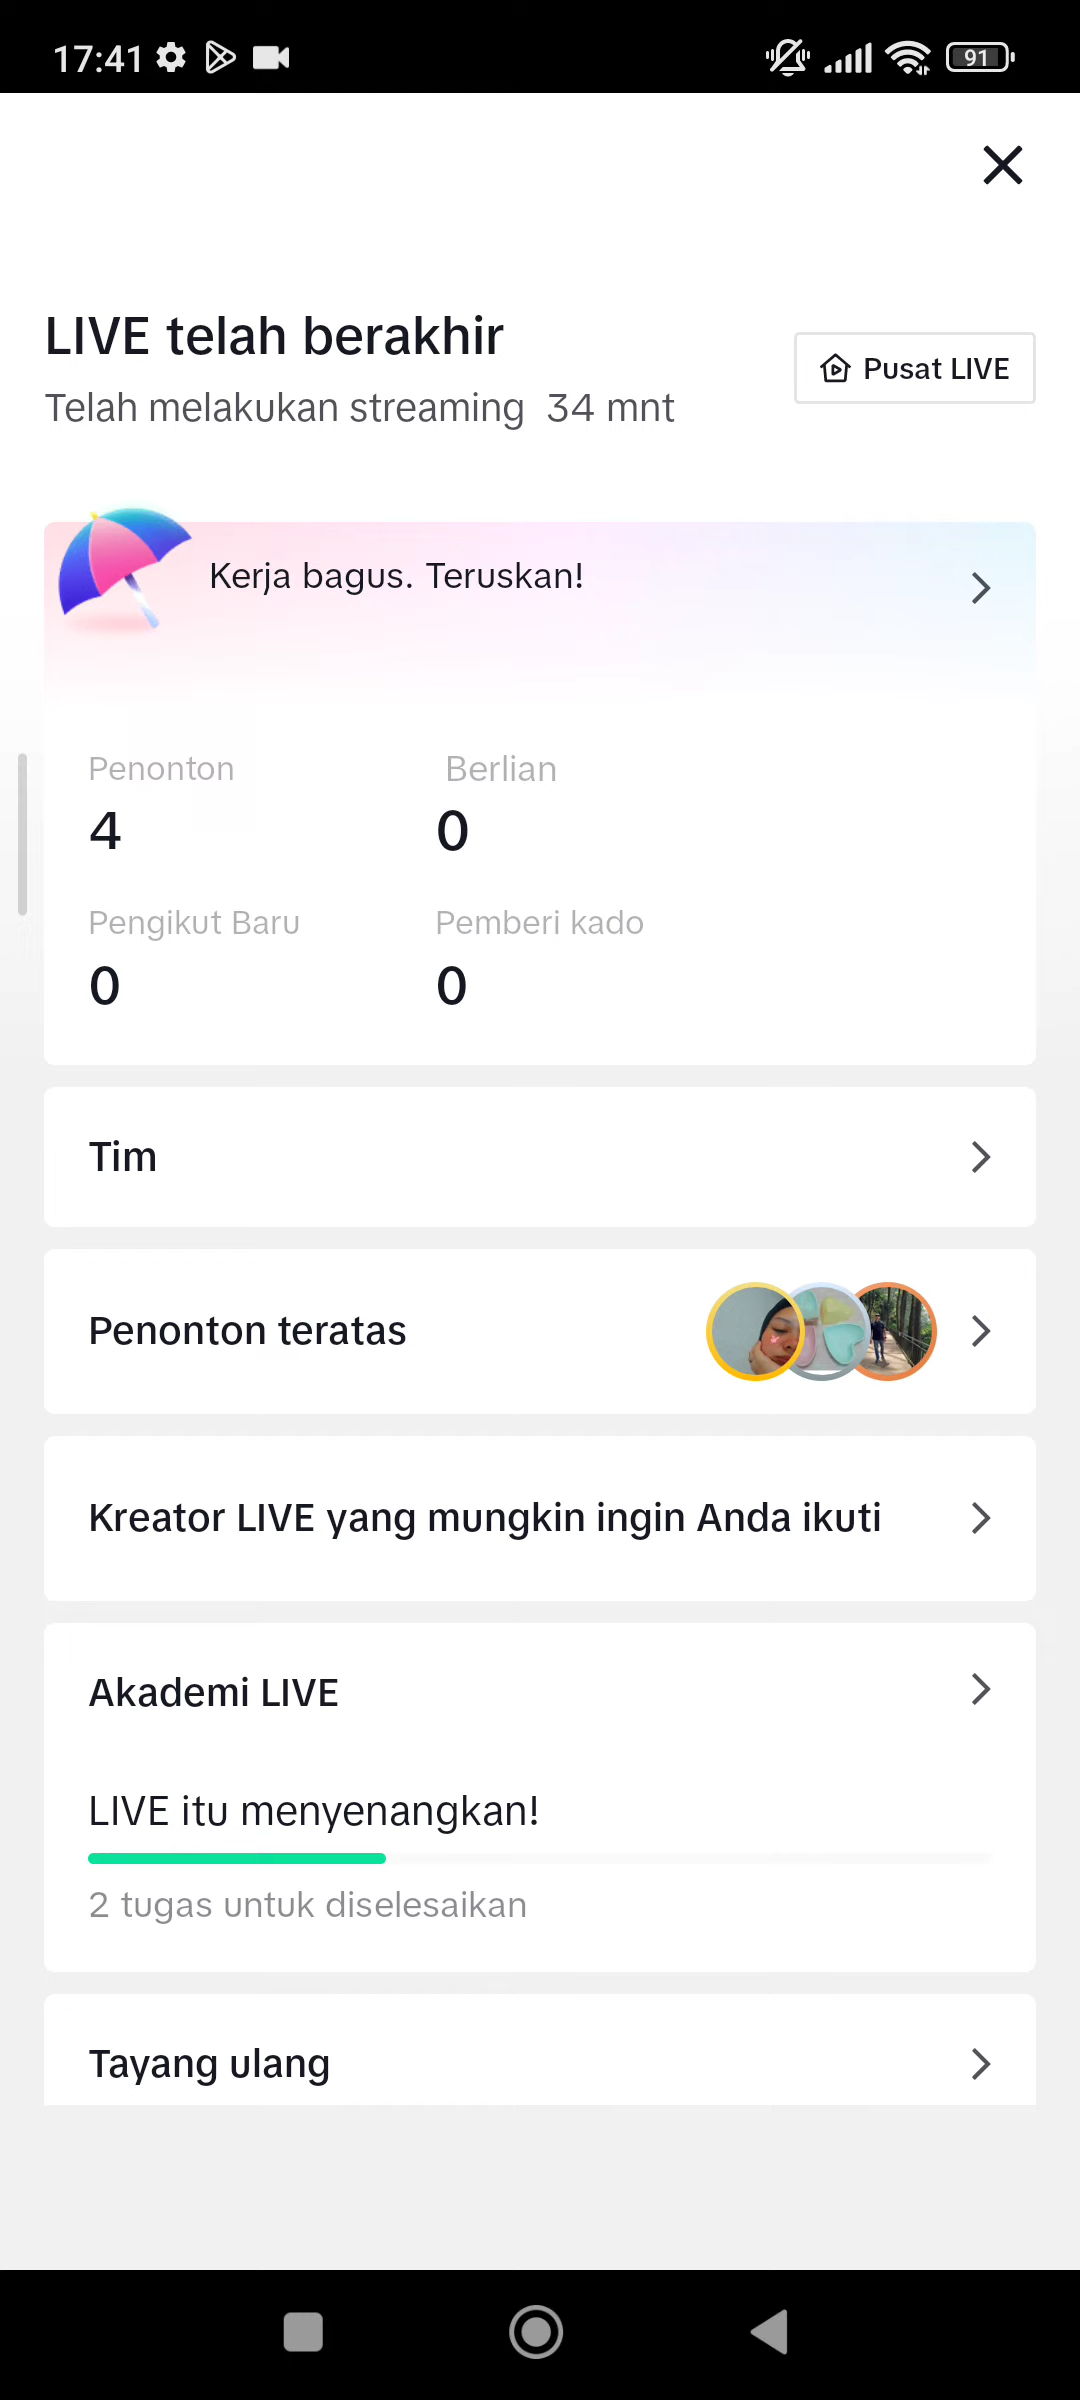 17:41
91
LIVE telah berakhir
Pusat LIVE
Telah melakukan streaming 34 mnt
Kerja bagus. Teruskan!
Penonton Berlian
4 0
Pengikut Baru Pemberi kado
0 0
Tim
Penonton teratas
Kreator LIVE yang mungkin ingin Anda ikuti
Akademi LIVE
LIVE itu menyenangkan!
2 tugas untuk diselesaikan
Tayang ulang